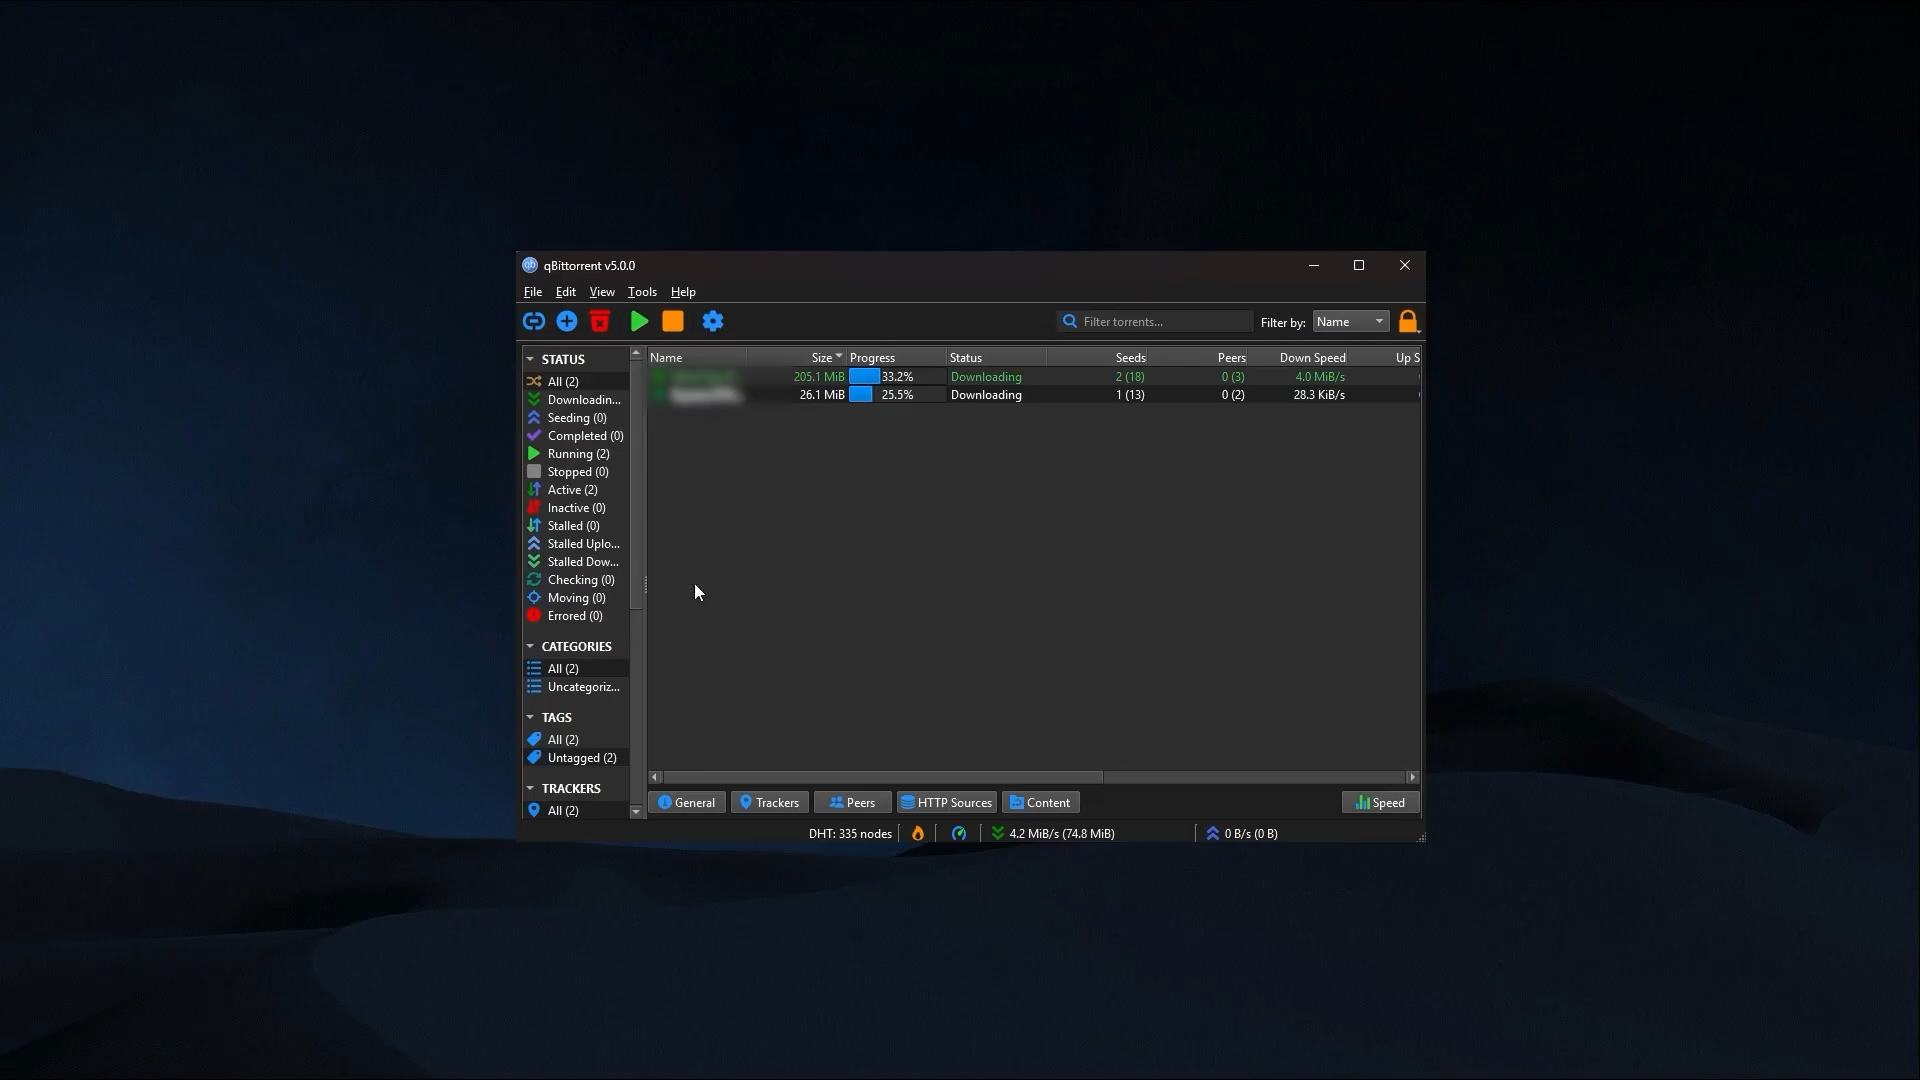 qBittorrent v5.0.0
File Edit View Tools Help
Filter torrents... Filter by: Name
STATUS
All (2)
Downloadin...
Seeding (0)
Completed (0)
Running (2)
Stopped (0)
Active (2)
Inactive (0)
Stalled (0)
Stalled Uplo...
Stalled Dow...
Checking (0)
Moving (0)
Errored (0)
CATEGORIES
All (2)
Uncategoriz...
TAGS
All (2)
Untagged (2)
TRACKERS
All (2)
Name Size Progress Status Seeds Peers Down Speed Up S
205.1 MiB 33.2% Downloading 2 (18) 0 (3) 4.0 MiB/s
26.1 MiB 25.5% Downloading 1 (13) 0 (2) 28.3 KiB/s
General Trackers Peers HTTP Sources Content Speed
DHT: 335 nodes 4.2 MiB/s (74.8 MiB) 0 B/s (0 B)